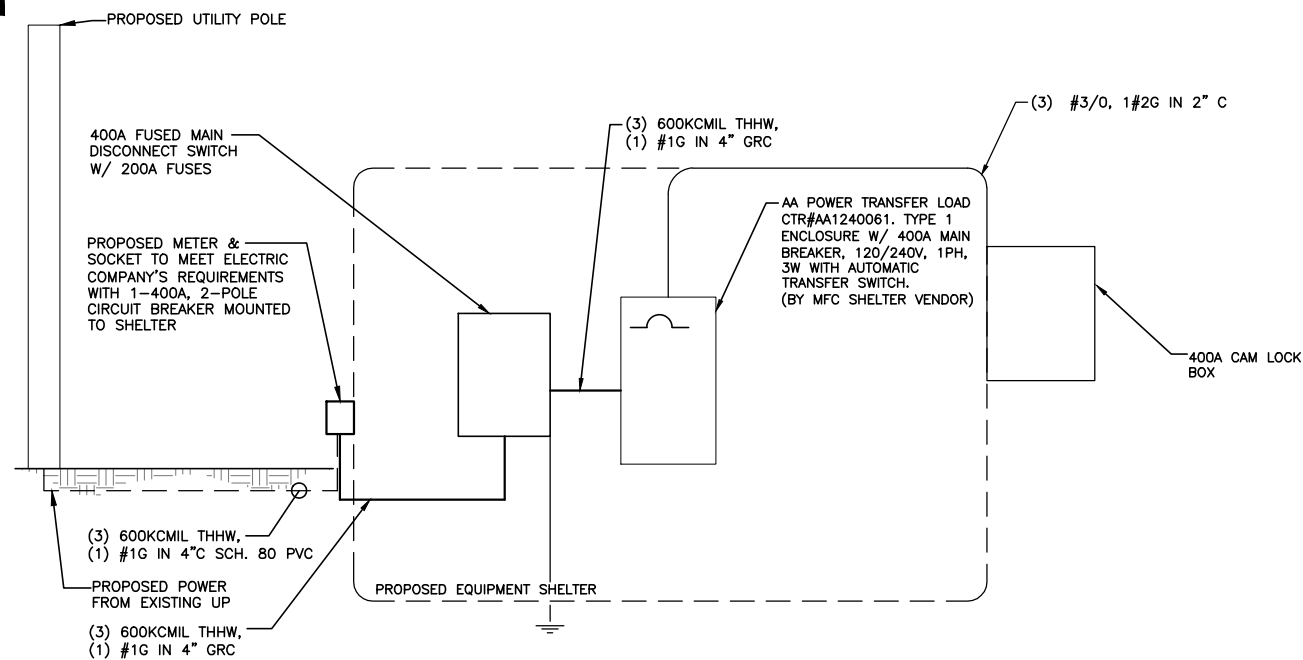 PROPOSED UTILITY POLE
400A FUSED MAIN
DISCONNECT SWITCH
W/ 200A FUSES
(3) 600KCMIL THHW,
(1) #1G IN 4" GRC
(3) #3/0, 1#2G IN 2" C
AA POWER TRANSFER LOAD
CTR#AA1240061. TYPE 1
ENCLOSURE W/ 400A MAIN
BREAKER, 120/240V, 1PH,
3W WITH AUTOMATIC
TRANSFER SWITCH.
(BY MFC SHELTER VENDOR)
PROPOSED METER &
SOCKET TO MEET ELECTRIC
COMPANY'S REQUIREMENTS
WITH 1-400A, 2-POLE
CIRCUIT BREAKER MOUNTED
TO SHELTER
400A CAM LOCK
BOX
(3) 600KCMIL THHW,
(1) #1G IN 4"C SCH. 80 PVC
PROPOSED POWER
FROM EXISTING UP
PROPOSED EQUIPMENT SHELTER
(3) 600KCMIL THHW,
(1) #1G IN 4" GRC